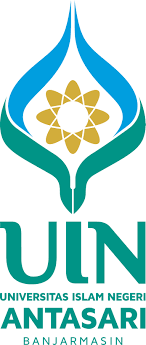 UIN
UNIVERSITAS ISLAM NEGERI
ANTASARI
BANJARMASIN